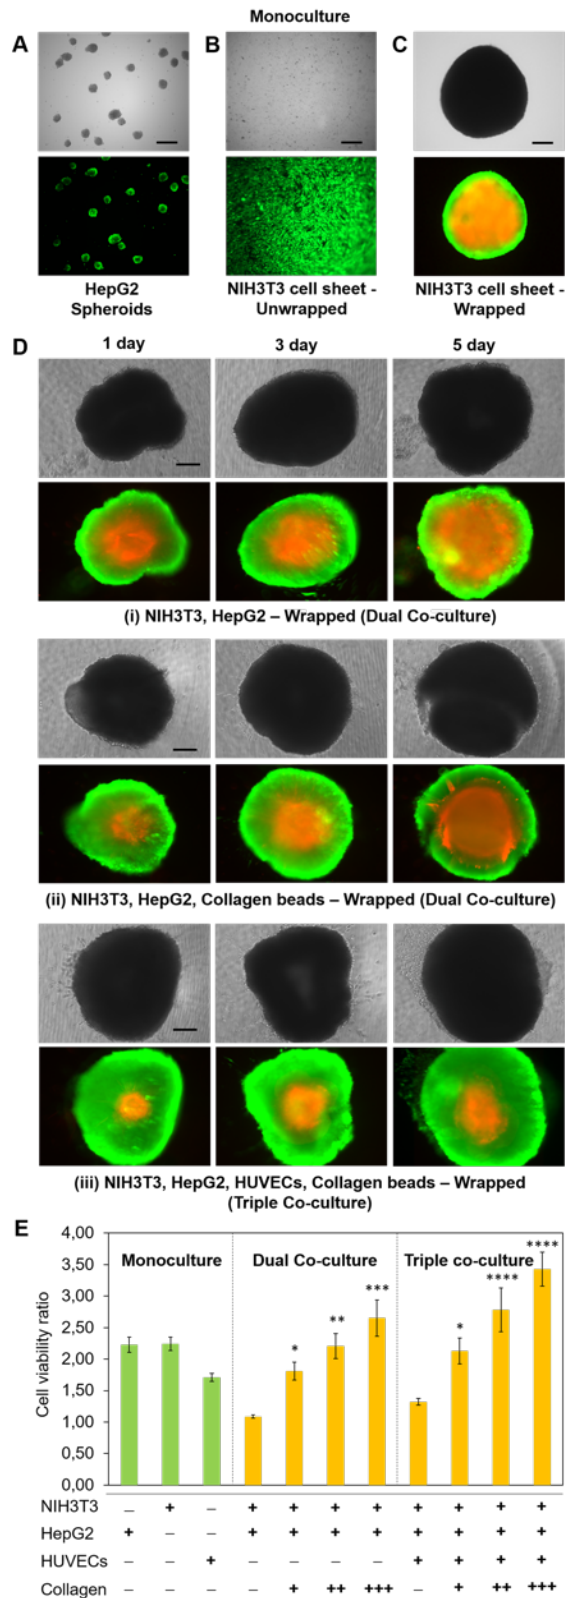 Monoculture
A B C
HepG2
Spheroids
NIH3T3 cell sheet -
Unwrapped
NIH3T3 cell sheet -
Wrapped
D 1 day 3 day 5 day
(i) NIH3T3, HepG2 – Wrapped (Dual Co-culture)
(ii) NIH3T3, HepG2, Collagen beads – Wrapped (Dual Co-culture)
(iii) NIH3T3, HepG2, HUVECs, Collagen beads – Wrapped
(Triple Co-culture)
E
Cell viability ratio
4,00
3,50
3,00
2,50
2,00
1,50
1,00
0,50
0,00
Monoculture Dual Co-culture Triple co-culture
* ** *** * **** ****
NIH3T3 – + – + + + + + + + +
HepG2 + – – + + + + + + + +
HUVECs – – + – – – – + + + +
Collagen – – – – + ++ +++ – + ++ +++